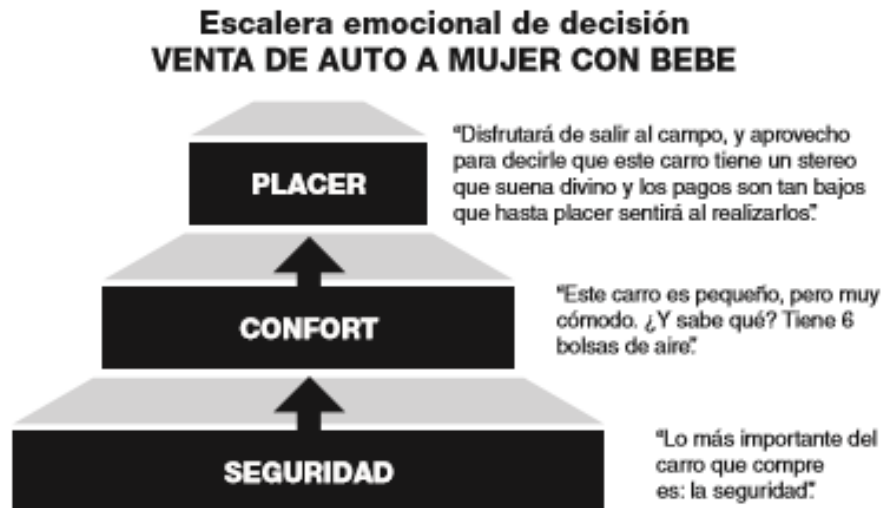 Escalera emocional de decisión
VENTA DE AUTO A MUJER CON BEBE
PLACER
"Disfrutará de salir al campo, y aprovecho
para decirle que este carro tiene un stereo
que suena divino y los pagos son tan bajos
que hasta placer sentirá al realizarlos".
CONFORT
"Este carro es pequeño, pero muy
cómodo. ¿Y sabe qué? Tiene 6
bolsas de aire".
SEGURIDAD
"Lo más importante del
carro que compre
es: la seguridad".